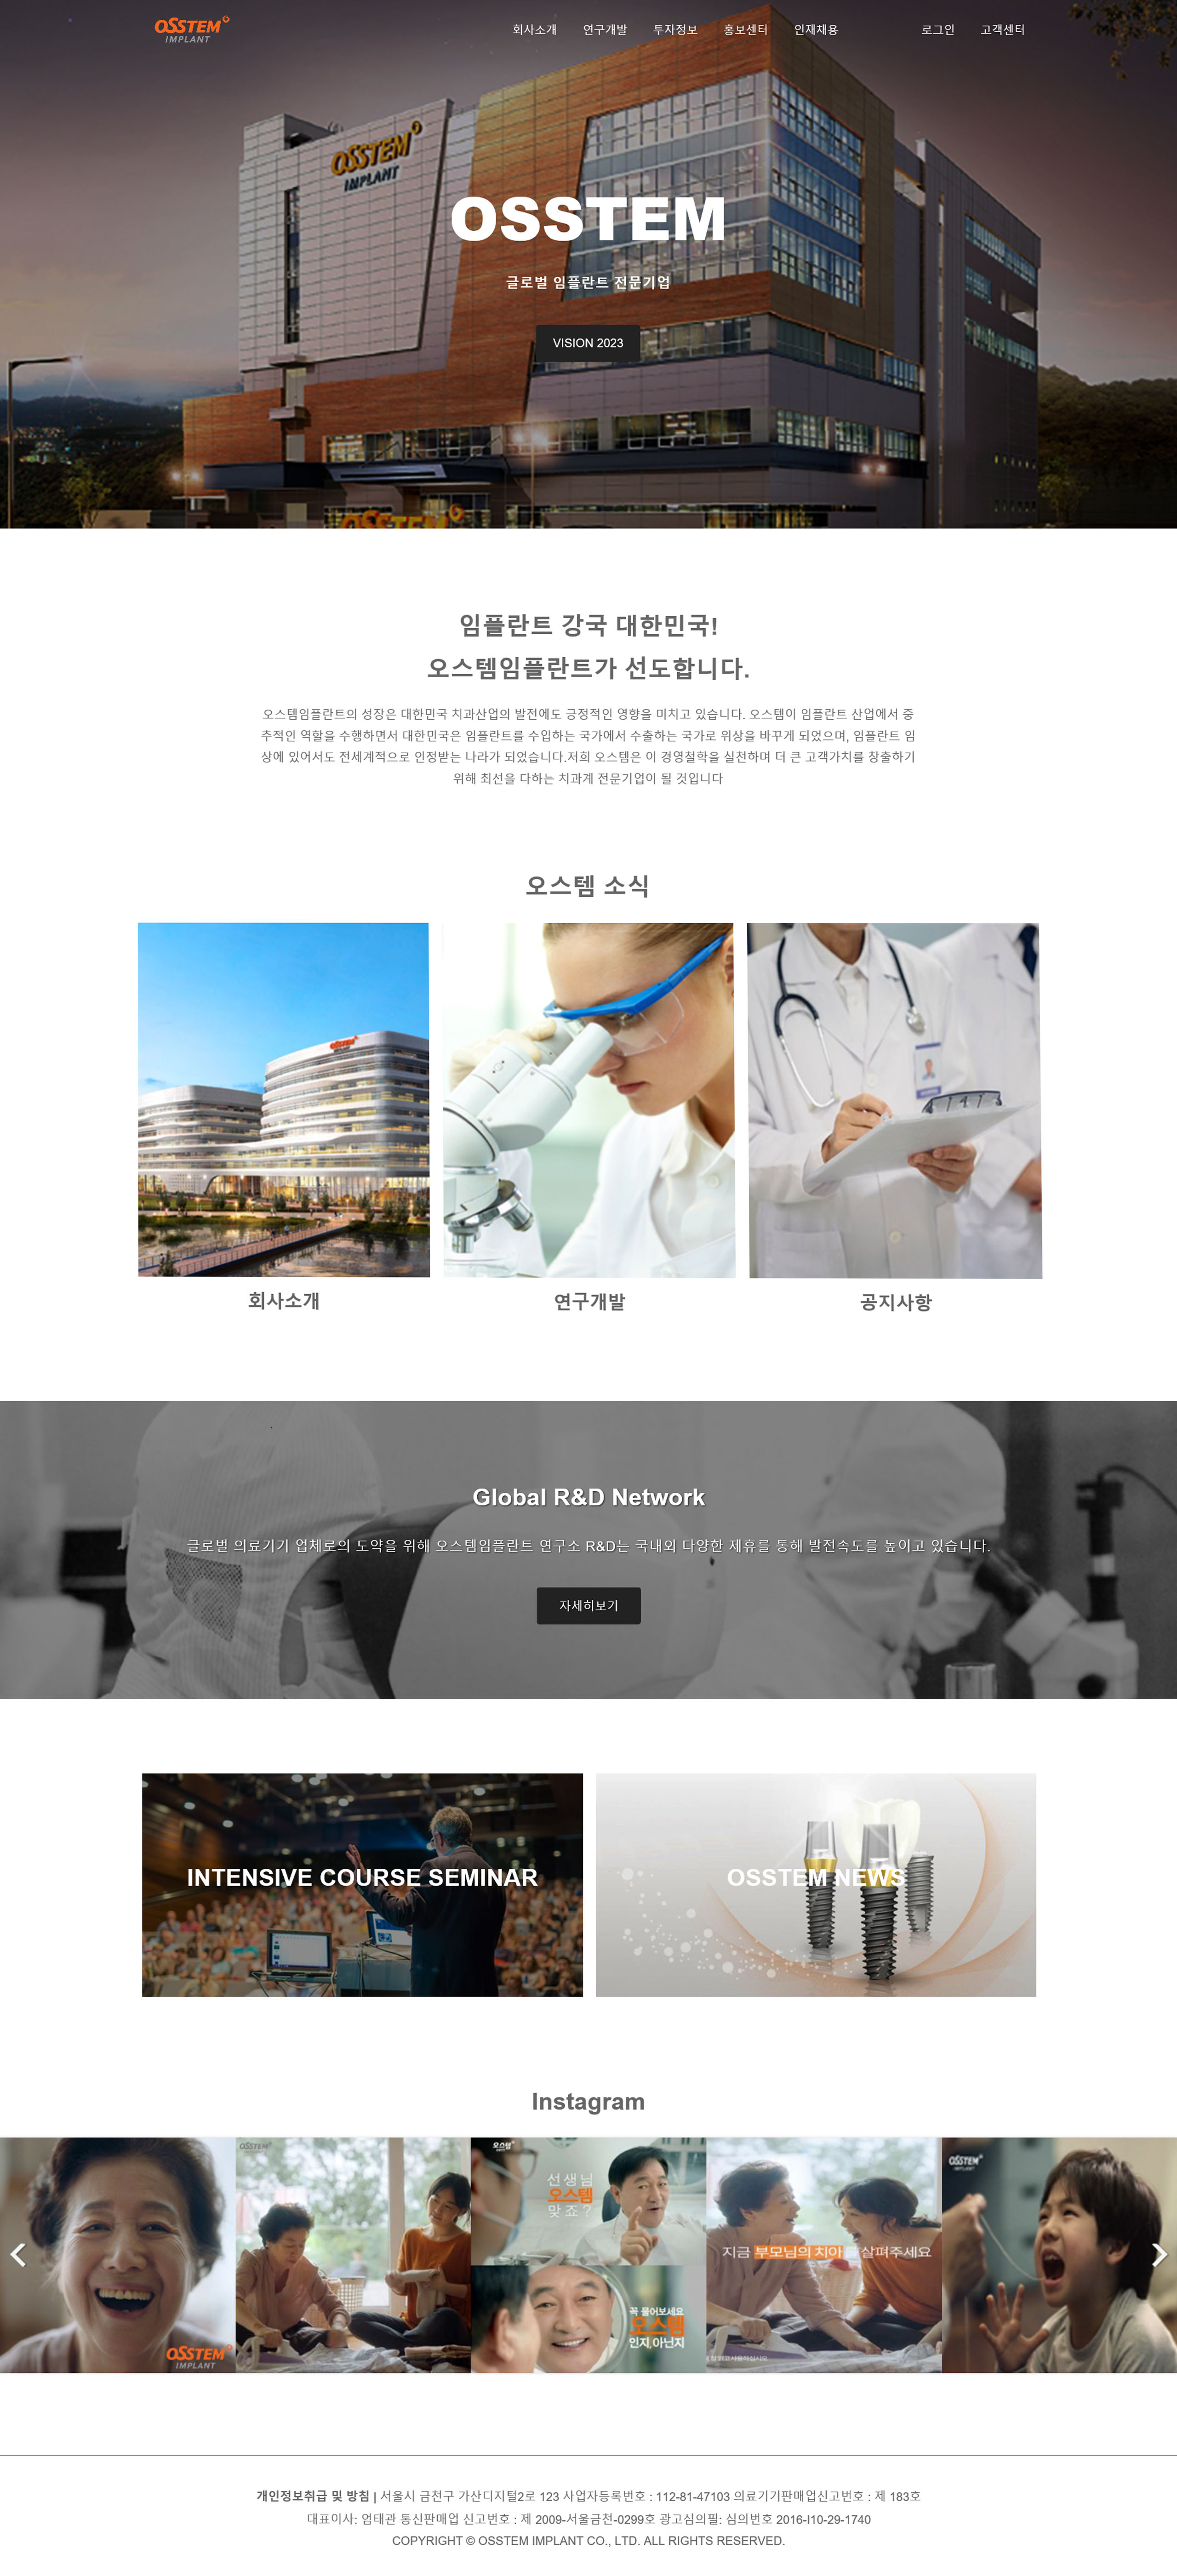 OSSTEM
IMPLANT
회사소개 연구개발 투자정보 홍보센터 인재채용 로그인 고객센터
OSSTEM
IMPLANT
OSSTEM
글로벌 임플란트 전문기업
VISION 2023
OSSTEM
임플란트 강국 대한민국!
오스템임플란트가 선도합니다.
오스템임플란트의 성장은 대한민국 치과산업의 발전에도 긍정적인 영향을 미치고 있습니다. 오스템이 임플란트 산업에서 중
추적인 역할을 수행하면서 대한민국은 임플란트를 수입하는 국가에서 수출하는 국가로 위상을 바꾸게 되었으며, 임플란트 임
상에 있어서도 전세계적으로 인정받는 나라가 되었습니다.저희 오스템은 이 경영철학을 실천하며 더 큰 고객가치를 창출하기
위해 최선을 다하는 치과계 전문기업이 될 것입니다
오스템 소식
OSSTEM
IMPLANT
회사소개
연구개발
공지사항
Global R&D Network
글로벌 의료기기 업체로의 도약을 위해 오스템임플란트 연구소 R&D는 국내외 다양한 제휴를 통해 발전속도를 높이고 있습니다.
자세히보기
INTENSIVE COURSE SEMINAR
OSSTEM NEWS
Instagram
OSSTEM
IMPLANT
OSSTEM
오스템
선생님
오스템
맞죠?
꼭 물어보세요
오스템
인지, 아닌지
지금 부모님의 치아를 살펴주세요
OSSTEM
IMPLANT
개인정보취급 및 방침 | 서울시 금천구 가산디지털2로 123 사업자등록번호 : 112-81-47103 의료기기판매업신고번호 : 제 183호
대표이사: 엄태관 통신판매업 신고번호 : 제 2009-서울금천-0299호 광고심의필: 심의번호 2016-I10-29-1740
COPYRIGHT © OSSTEM IMPLANT CO., LTD. ALL RIGHTS RESERVED.